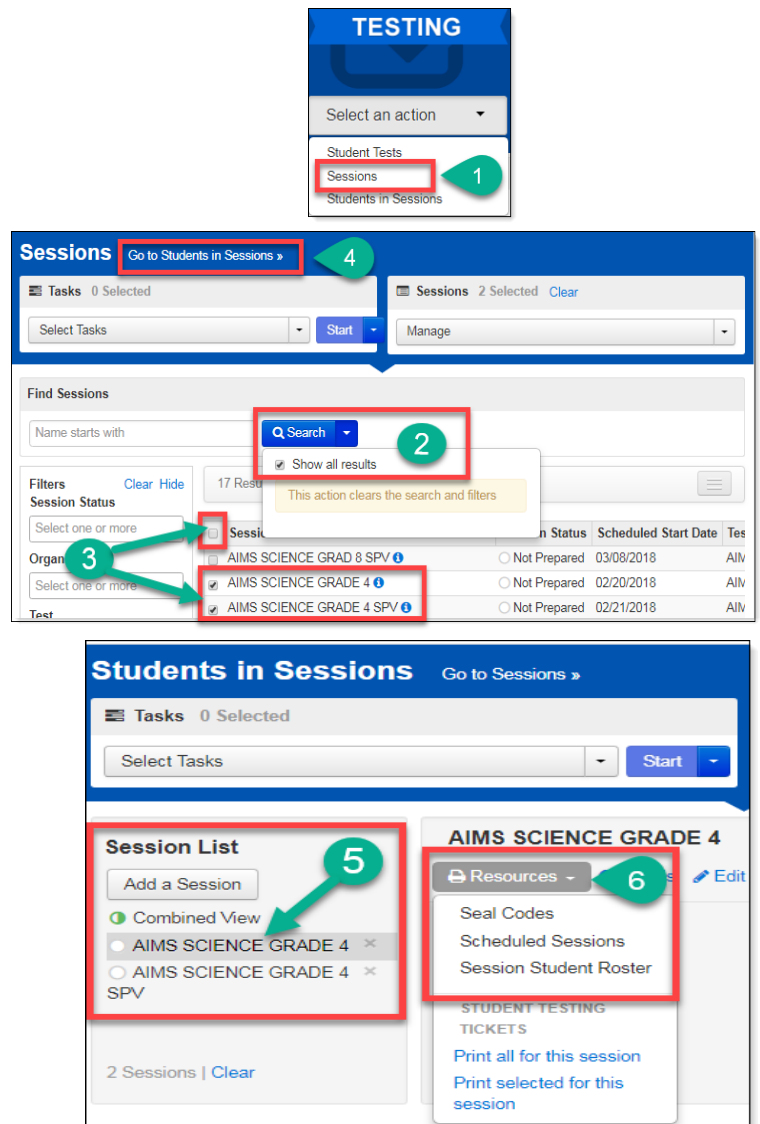 TESTING
Select an action
Student Tests
Sessions
1
Students in Sessions
Sessions Go to Students in Sessions »
4
Tasks 0 Selected
Sessions 2 Selected Clear
Select Tasks
Start
Manage
Find Sessions
Name starts with
Search
2
Show all results
This action clears the search and filters
Filters Clear Hide
17 Resu
Session Status
Select one or more
Sessio
n Status Scheduled Start Date Tes
3
Organ
AIMS SCIENCE GRAD 8 SPV Not Prepared 03/08/2018 AIM
Select one or more
AIMS SCIENCE GRADE 4 Not Prepared 02/20/2018 AIM
Test
AIMS SCIENCE GRADE 4 SPV Not Prepared 02/21/2018 AIM
Students in Sessions Go to Sessions »
Tasks 0 Selected
Select Tasks
Start
Session List
5
Add a Session
Combined View
AIMS SCIENCE GRADE 4 ×
AIMS SCIENCE GRADE 4 ×
SPV
2 Sessions | Clear
AIMS SCIENCE GRADE 4
Resources
6
s
Edit
Seal Codes
Scheduled Sessions
Session Student Roster
STUDENT TESTING
TICKETS
Print all for this session
Print selected for this
session